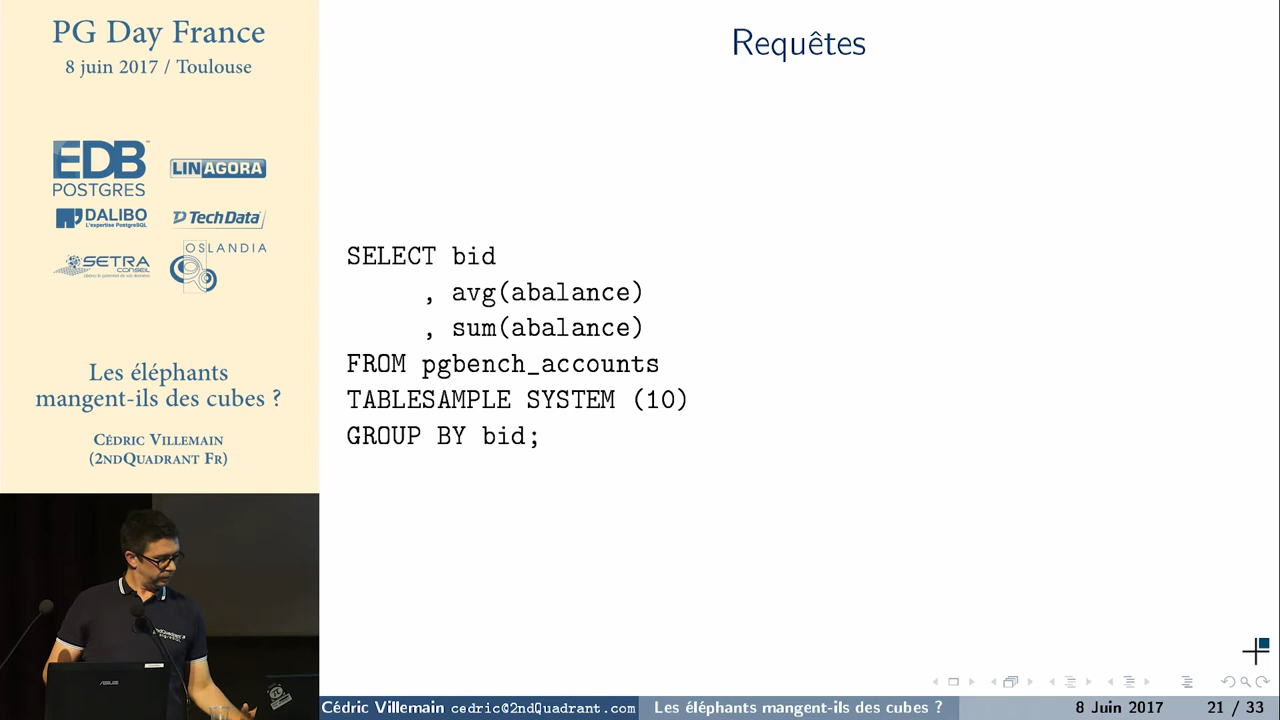 PG Day France
8 juin 2017 / Toulouse
EDB
POSTGRES
LINAGORA
DALIBO
L'expertise PostgreSQL
Tech Data
SETRA
CONSEIL
OSLANDIA
Les éléphants
mangent-ils des cubes ?
CÉDRIC VILLEMAIN
(2NDQUADRANT FR)
ASUS
Requêtes
SELECT bid
, avg(abalance)
, sum(abalance)
FROM pgbench_accounts
TABLESAMPLE SYSTEM (10)
GROUP BY bid;
Cédric Villemain cedric@2ndQuadrant.com
Les éléphants mangent-ils des cubes ?
8 Juin 2017
21 / 33